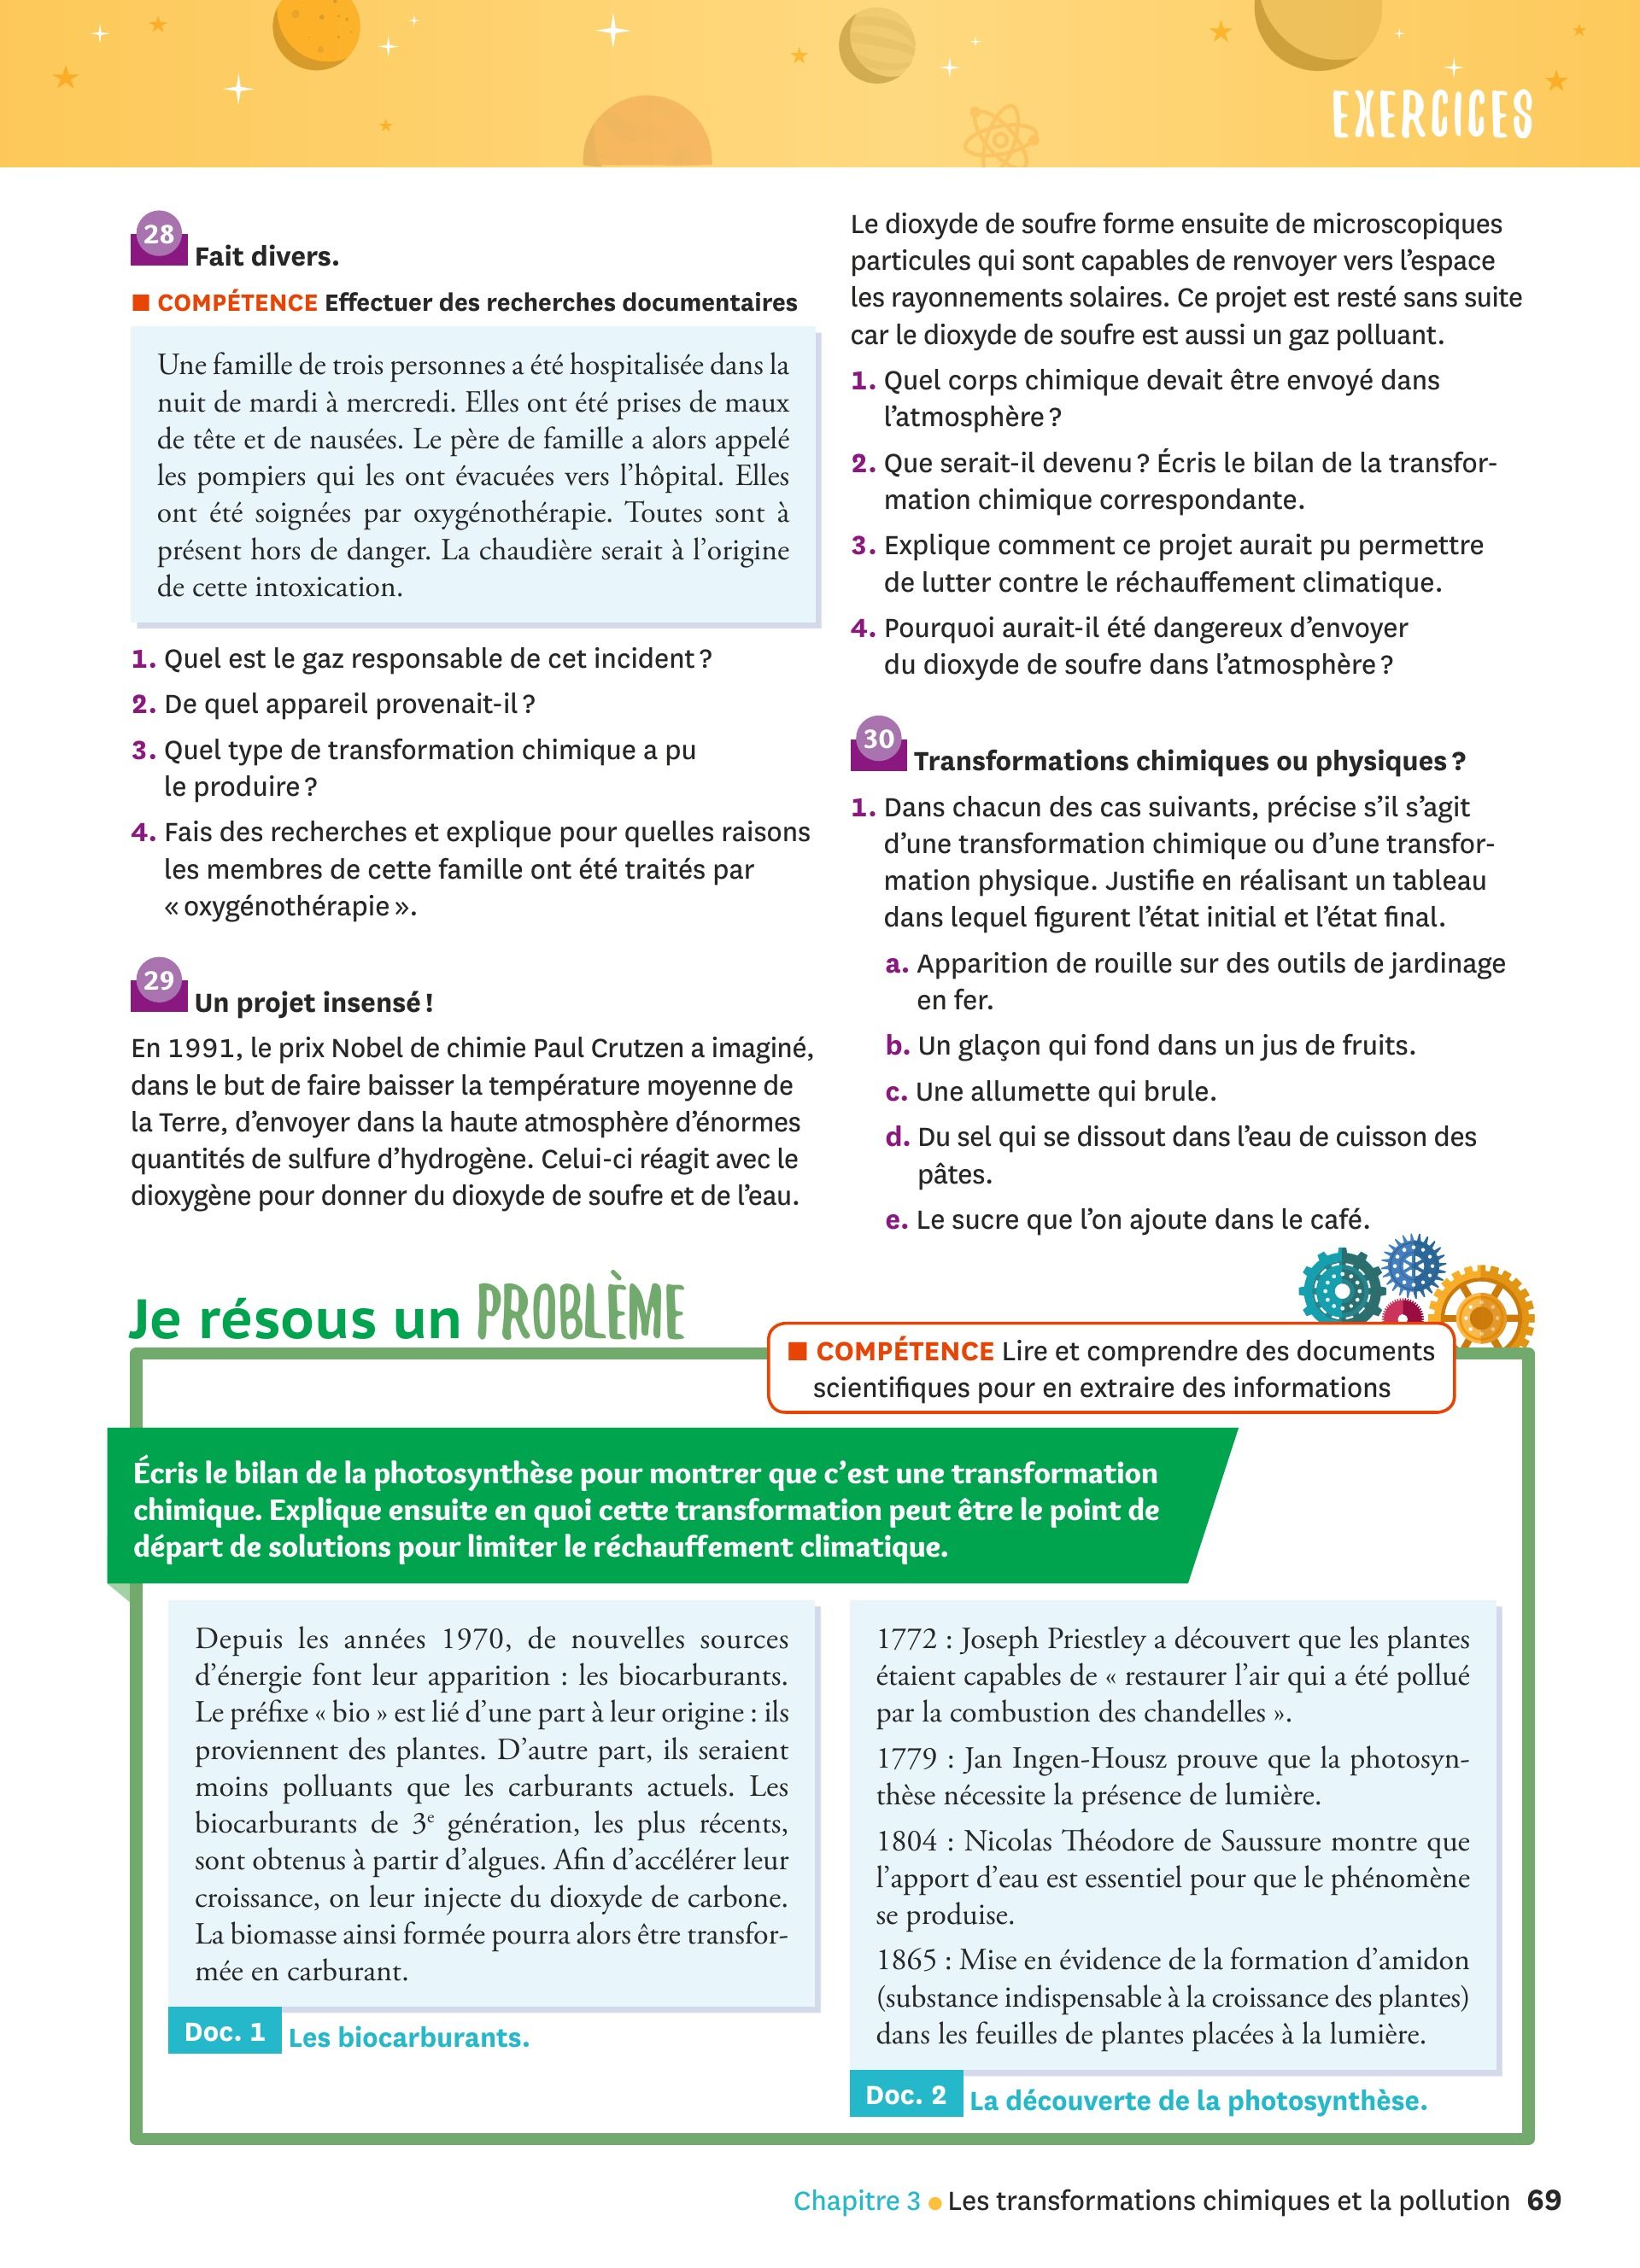 EXERCICES
28 Fait divers.
■ COMPÉTENCE Effectuer des recherches documentaires
Une famille de trois personnes a été hospitalisée dans la
nuit de mardi à mercredi. Elles ont été prises de maux
de tête et de nausées. Le père de famille a alors appelé
les pompiers qui les ont évacuées vers l’hôpital. Elles
ont été soignées par oxygénothérapie. Toutes sont à
présent hors de danger. La chaudière serait à l’origine
de cette intoxication.
1. Quel est le gaz responsable de cet incident ?
2. De quel appareil provenait-il ?
3. Quel type de transformation chimique a pu
le produire ?
4. Fais des recherches et explique pour quelles raisons
les membres de cette famille ont été traités par
« oxygénothérapie ».
29 Un projet insensé !
En 1991, le prix Nobel de chimie Paul Crutzen a imaginé,
dans le but de faire baisser la température moyenne de
la Terre, d’envoyer dans la haute atmosphère d’énormes
quantités de sulfure d’hydrogène. Celui-ci réagit avec le
dioxygène pour donner du dioxyde de soufre et de l’eau.
Le dioxyde de soufre forme ensuite de microscopiques
particules qui sont capables de renvoyer vers l’espace
les rayonnements solaires. Ce projet est resté sans suite
car le dioxyde de soufre est aussi un gaz polluant.
1. Quel corps chimique devait être envoyé dans
l’atmosphère ?
2. Que serait-il devenu ? Écris le bilan de la transfor-
mation chimique correspondante.
3. Explique comment ce projet aurait pu permettre
de lutter contre le réchauffement climatique.
4. Pourquoi aurait-il été dangereux d’envoyer
du dioxyde de soufre dans l’atmosphère ?
30 Transformations chimiques ou physiques ?
1. Dans chacun des cas suivants, précise s’il s’agit
d’une transformation chimique ou d’une transfor-
mation physique. Justifie en réalisant un tableau
dans lequel figurent l’état initial et l’état final.
a. Apparition de rouille sur des outils de jardinage
en fer.
b. Un glaçon qui fond dans un jus de fruits.
c. Une allumette qui brule.
d. Du sel qui se dissout dans l’eau de cuisson des
pâtes.
e. Le sucre que l’on ajoute dans le café.
Je résous un PROBLÈME
■ COMPÉTENCE Lire et comprendre des documents
scientifiques pour en extraire des informations
Écris le bilan de la photosynthèse pour montrer que c’est une transformation
chimique. Explique ensuite en quoi cette transformation peut être le point de
départ de solutions pour limiter le réchauffement climatique.
Depuis les années 1970, de nouvelles sources
d’énergie font leur apparition : les biocarburants.
Le préfixe « bio » est lié d’une part à leur origine : ils
proviennent des plantes. D’autre part, ils seraient
moins polluants que les carburants actuels. Les
biocarburants de 3e génération, les plus récents,
sont obtenus à partir d’algues. Afin d’accélérer leur
croissance, on leur injecte du dioxyde de carbone.
La biomasse ainsi formée pourra alors être transfor-
mée en carburant.
Doc. 1 Les biocarburants.
1772 : Joseph Priestley a découvert que les plantes
étaient capables de « restaurer l’air qui a été pollué
par la combustion des chandelles ».
1779 : Jan Ingen-Housz prouve que la photosyn-
thèse nécessite la présence de lumière.
1804 : Nicolas Théodore de Saussure montre que
l’apport d’eau est essentiel pour que le phénomène
se produise.
1865 : Mise en évidence de la formation d’amidon
(substance indispensable à la croissance des plantes)
dans les feuilles de plantes placées à la lumière.
Doc. 2 La découverte de la photosynthèse.
Chapitre 3 ● Les transformations chimiques et la pollution 69